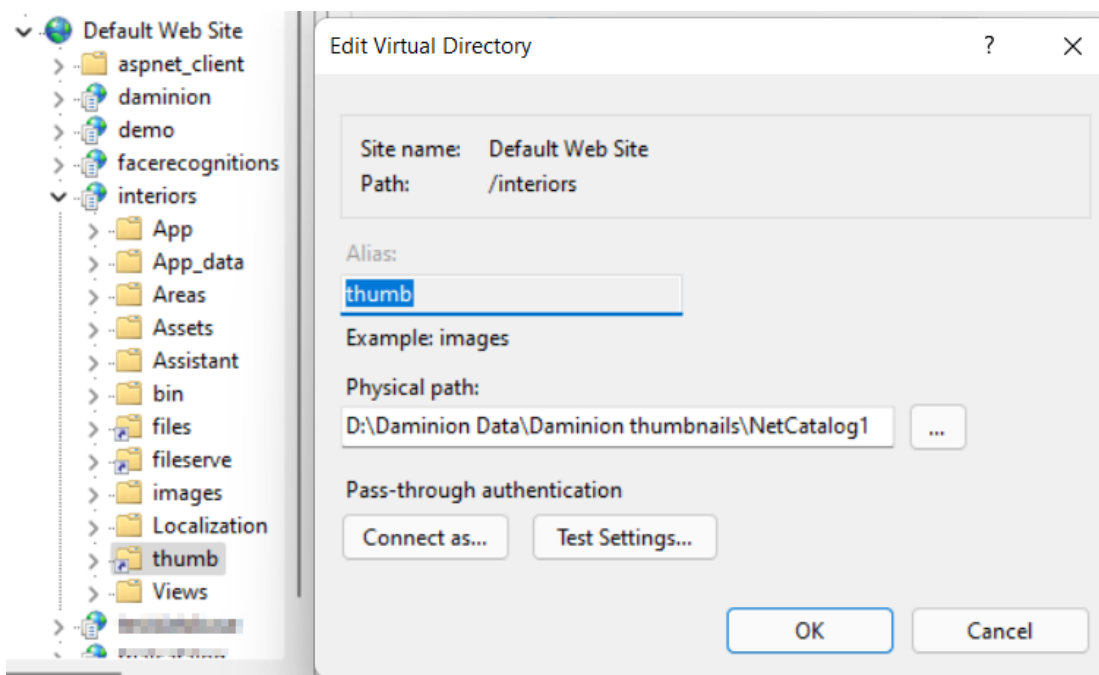 Default Web Site
aspnet_client
daminion
demo
facerecognitions
interiors
App
App_data
Areas
Assets
Assistant
bin
files
fileserve
images
Localization
thumb
Views
Edit Virtual Directory
?
Site name: Default Web Site
Path: /interiors
Alias:
thumb
Example: images
Physical path:
D:\Daminion Data\Daminion thumbnails\NetCatalog1
...
Pass-through authentication
Connect as... Test Settings...
OK Cancel